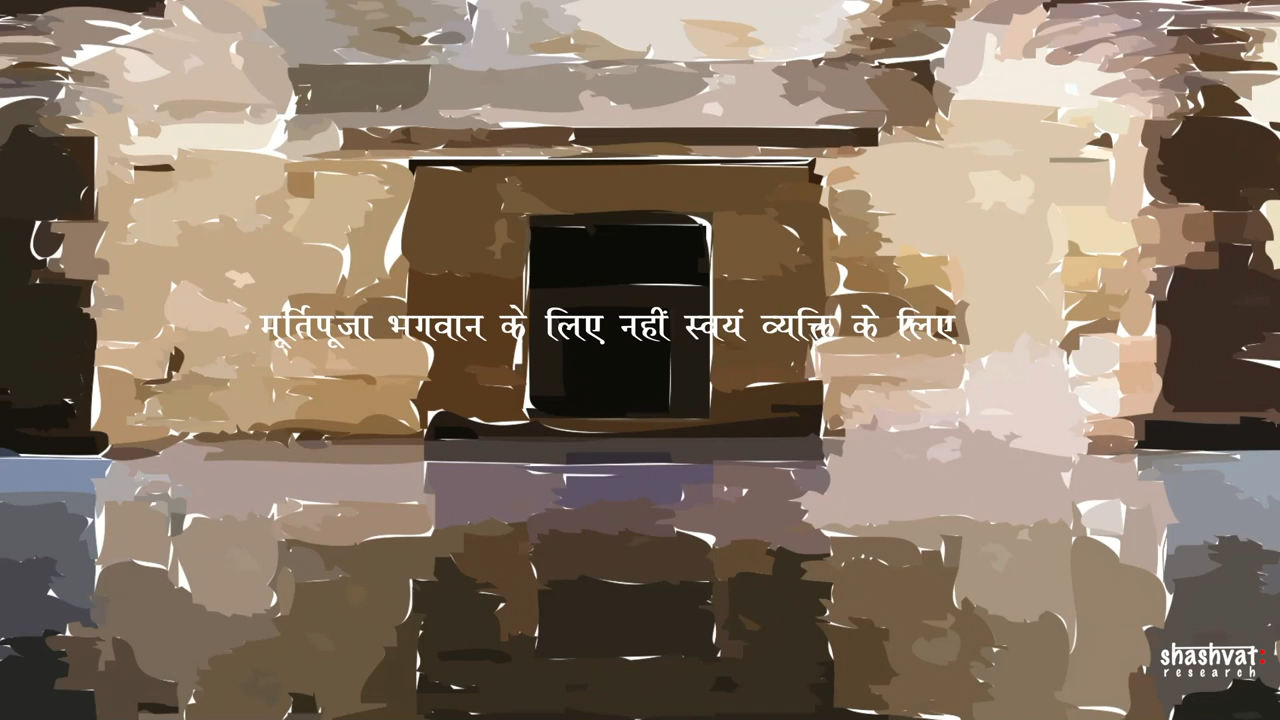 मूर्तिपूजा भगवान के लिए नहीं स्वयं व्यक्ति के लिए
shashvat:
research